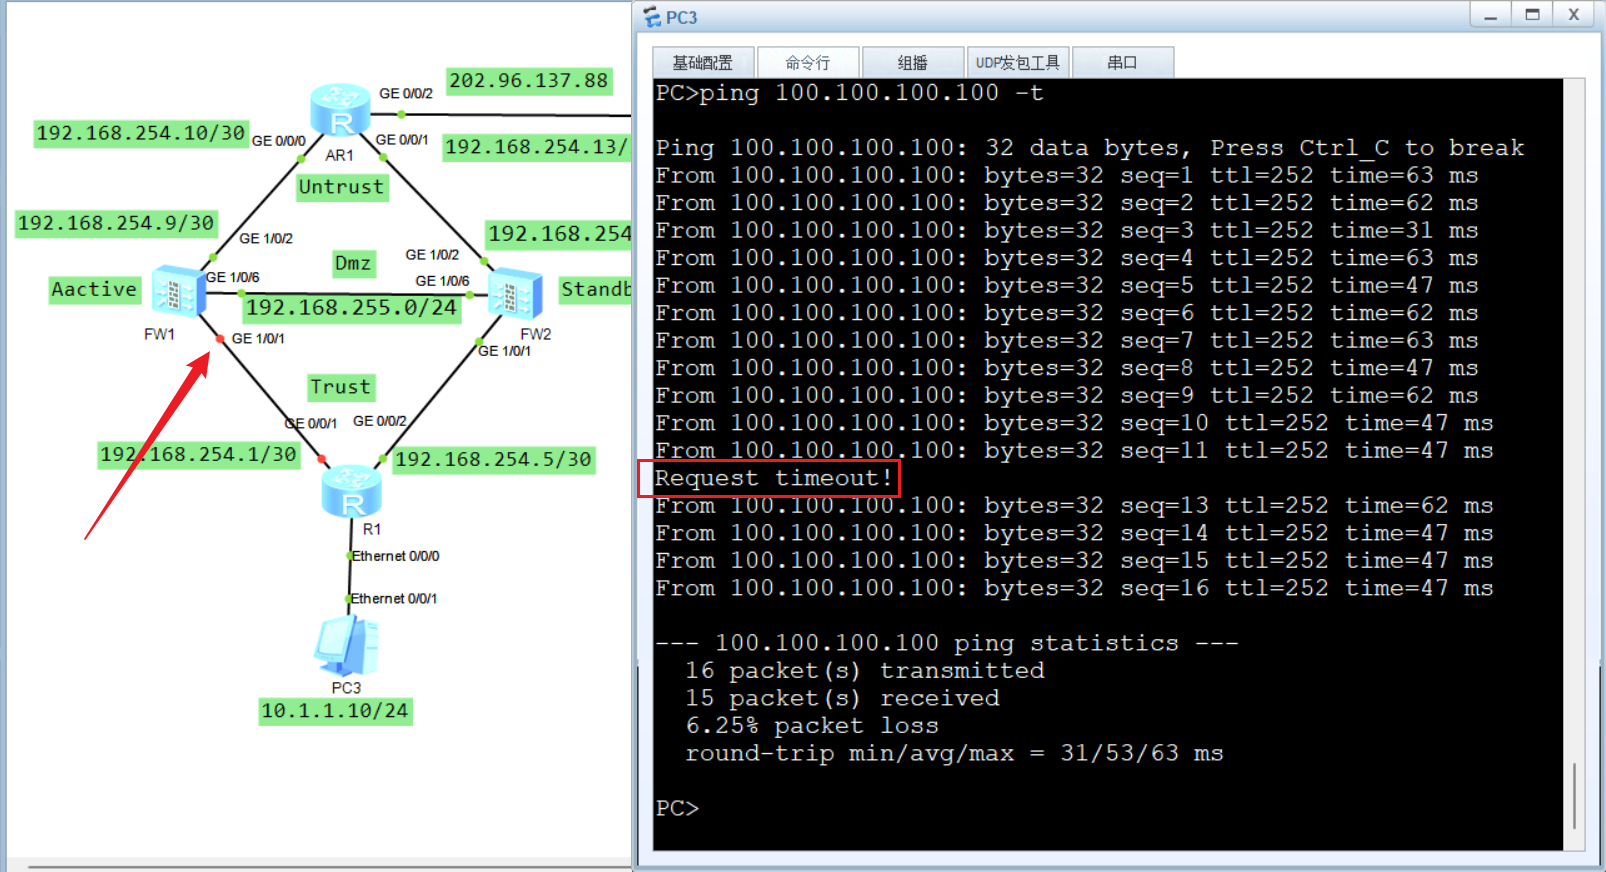 202.96.137.88
GE 0/0/2
192.168.254.10/30
GE 0/0/0
GE 0/0/1
192.168.254.13/
AR1
Untrust
192.168.254.9/30
GE 1/0/2
192.168.254
GE 1/0/2
Dmz
GE 1/0/6
GE 1/0/6
Aactive
Standb
192.168.255.0/24
FW1
FW2
GE 1/0/1
GE 1/0/1
Trust
GE 0/0/1
GE 0/0/2
192.168.254.1/30
192.168.254.5/30
R1
Ethernet 0/0/0
Ethernet 0/0/1
PC3
10.1.1.10/24
PC3
基础配置
命令行
组播
UDP发包工具
串口
PC>ping 100.100.100.100 -t
Ping 100.100.100.100: 32 data bytes, Press Ctrl_C to break
From 100.100.100.100: bytes=32 seq=1 ttl=252 time=63 ms
From 100.100.100.100: bytes=32 seq=2 ttl=252 time=62 ms
From 100.100.100.100: bytes=32 seq=3 ttl=252 time=31 ms
From 100.100.100.100: bytes=32 seq=4 ttl=252 time=63 ms
From 100.100.100.100: bytes=32 seq=5 ttl=252 time=47 ms
From 100.100.100.100: bytes=32 seq=6 ttl=252 time=62 ms
From 100.100.100.100: bytes=32 seq=7 ttl=252 time=63 ms
From 100.100.100.100: bytes=32 seq=8 ttl=252 time=47 ms
From 100.100.100.100: bytes=32 seq=9 ttl=252 time=62 ms
From 100.100.100.100: bytes=32 seq=10 ttl=252 time=47 ms
From 100.100.100.100: bytes=32 seq=11 ttl=252 time=47 ms
Request timeout!
From 100.100.100.100: bytes=32 seq=13 ttl=252 time=62 ms
From 100.100.100.100: bytes=32 seq=14 ttl=252 time=47 ms
From 100.100.100.100: bytes=32 seq=15 ttl=252 time=47 ms
From 100.100.100.100: bytes=32 seq=16 ttl=252 time=47 ms
--- 100.100.100.100 ping statistics ---
16 packet(s) transmitted
15 packet(s) received
6.25% packet loss
round-trip min/avg/max = 31/53/63 ms
PC>